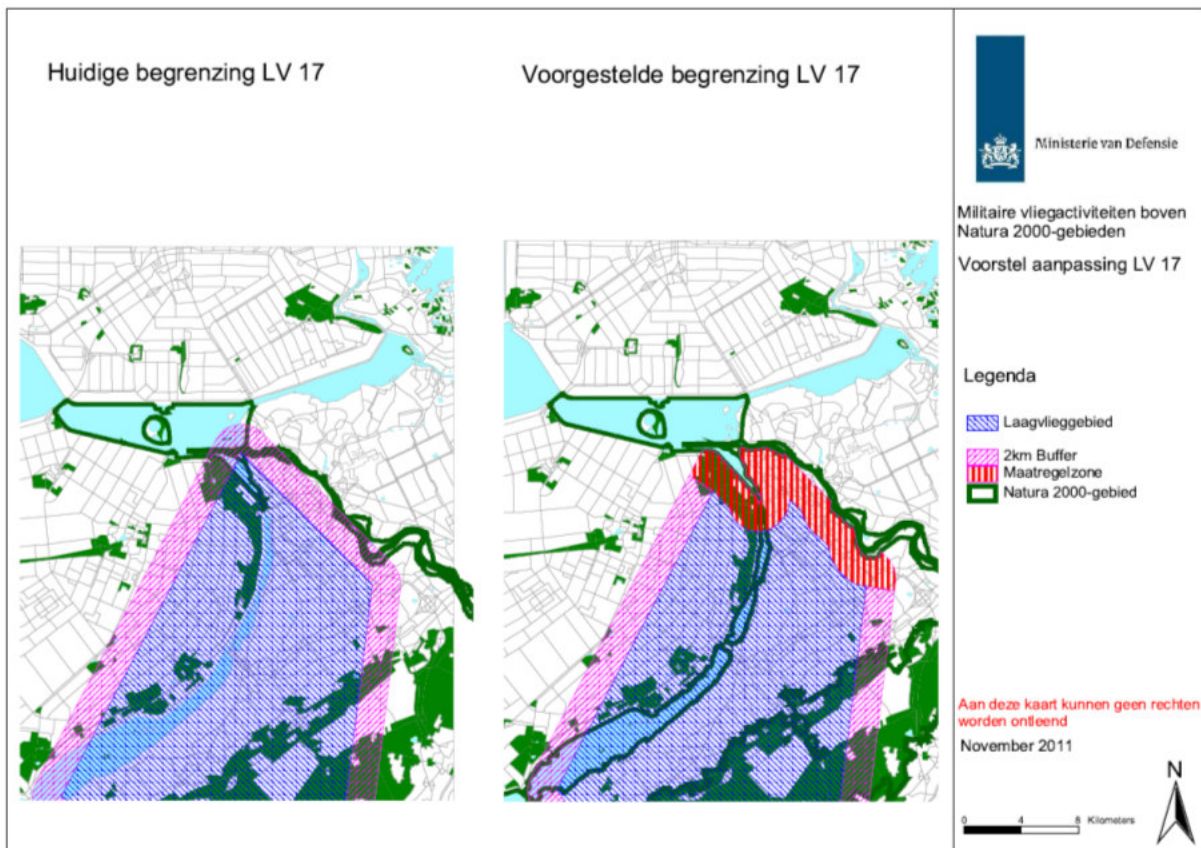 Huidige begrenzing LV 17
Voorgestelde begrenzing LV 17
Ministerie van Defensie
Militaire vliegactiviteiten boven
Natura 2000-gebieden
Voorstel aanpassing LV 17
Legenda
Laagvlieggebied
2km Buffer
Maatregelzone
Natura 2000-gebied
Aan deze kaart kunnen geen rechten
worden ontleend
November 2011
N
0 4 8 Kilometers